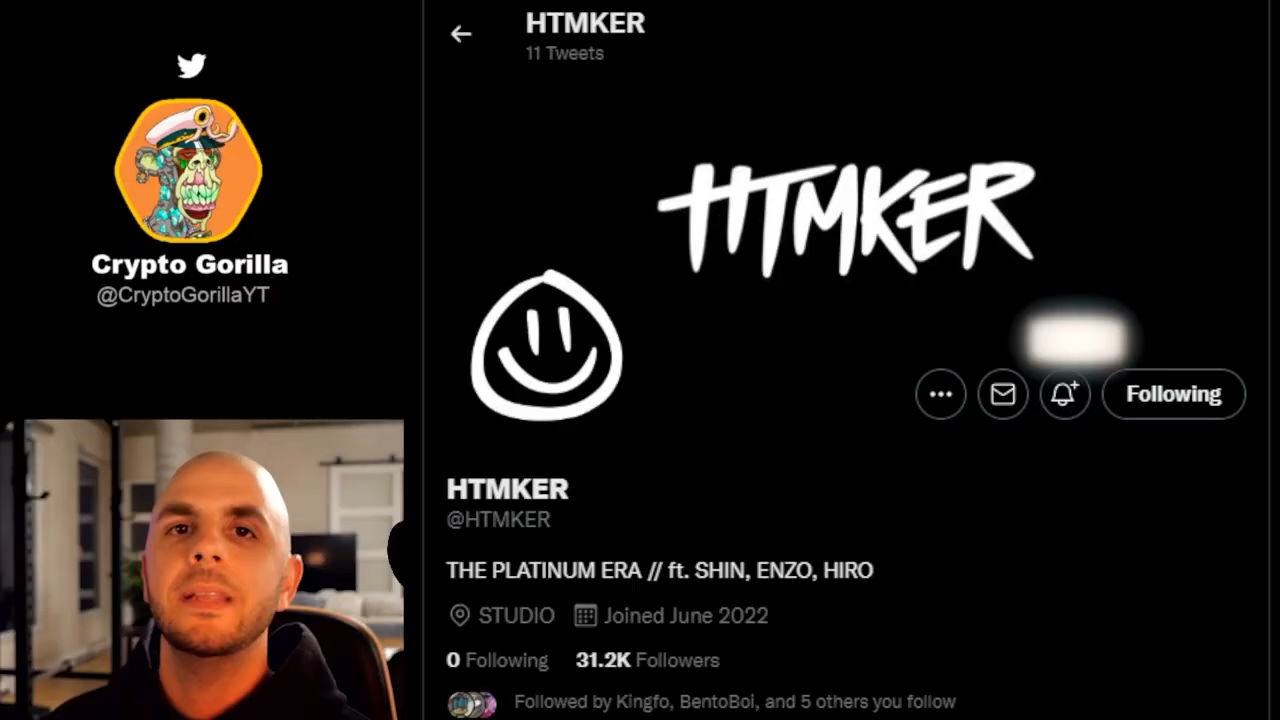 Crypto Gorilla
@CryptoGorillaYT
HTMKER
11 Tweets
HTMKER
Following
HTMKER
@HTMKER
THE PLATINUM ERA // ft. SHIN, ENZO, HIRO
STUDIO Joined June 2022
0 Following 31.2K Followers
Followed by Kingfo, BentoBoi, and 5 others you follow